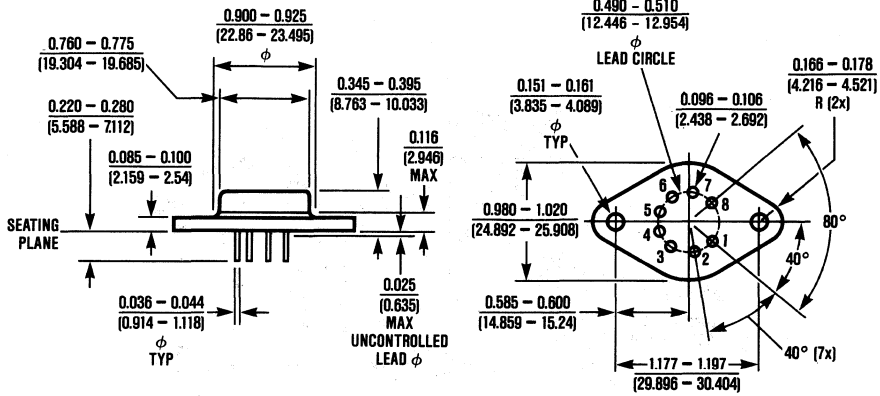 0.900 – 0.925
(22.86 – 23.495)
ϕ
0.760 – 0.775
(19.304 – 19.685)
0.345 – 0.395
(8.763 – 10.033)
0.220 – 0.280
(5.588 – 7.112)
0.116
(2.946)
MAX
0.085 – 0.100
(2.159 – 2.54)
SEATING
PLANE
0.036 – 0.044
(0.914 – 1.118)
ϕ
TYP
0.025
(0.635)
MAX
UNCONTROLLED
LEAD ϕ
0.490 – 0.510
(12.446 – 12.954)
ϕ
LEAD CIRCLE
0.166 – 0.178
(4.216 – 4.521)
R (2x)
0.151 – 0.161
(3.835 – 4.089)
ϕ
TYP
0.096 – 0.106
(2.438 – 2.692)
6
7
8
5
4
3
2
1
0.980 – 1.020
(24.892 – 25.908)
80°
40°
0.585 – 0.600
(14.859 – 15.24)
40° (7x)
1.177 – 1.197
(29.896 – 30.404)